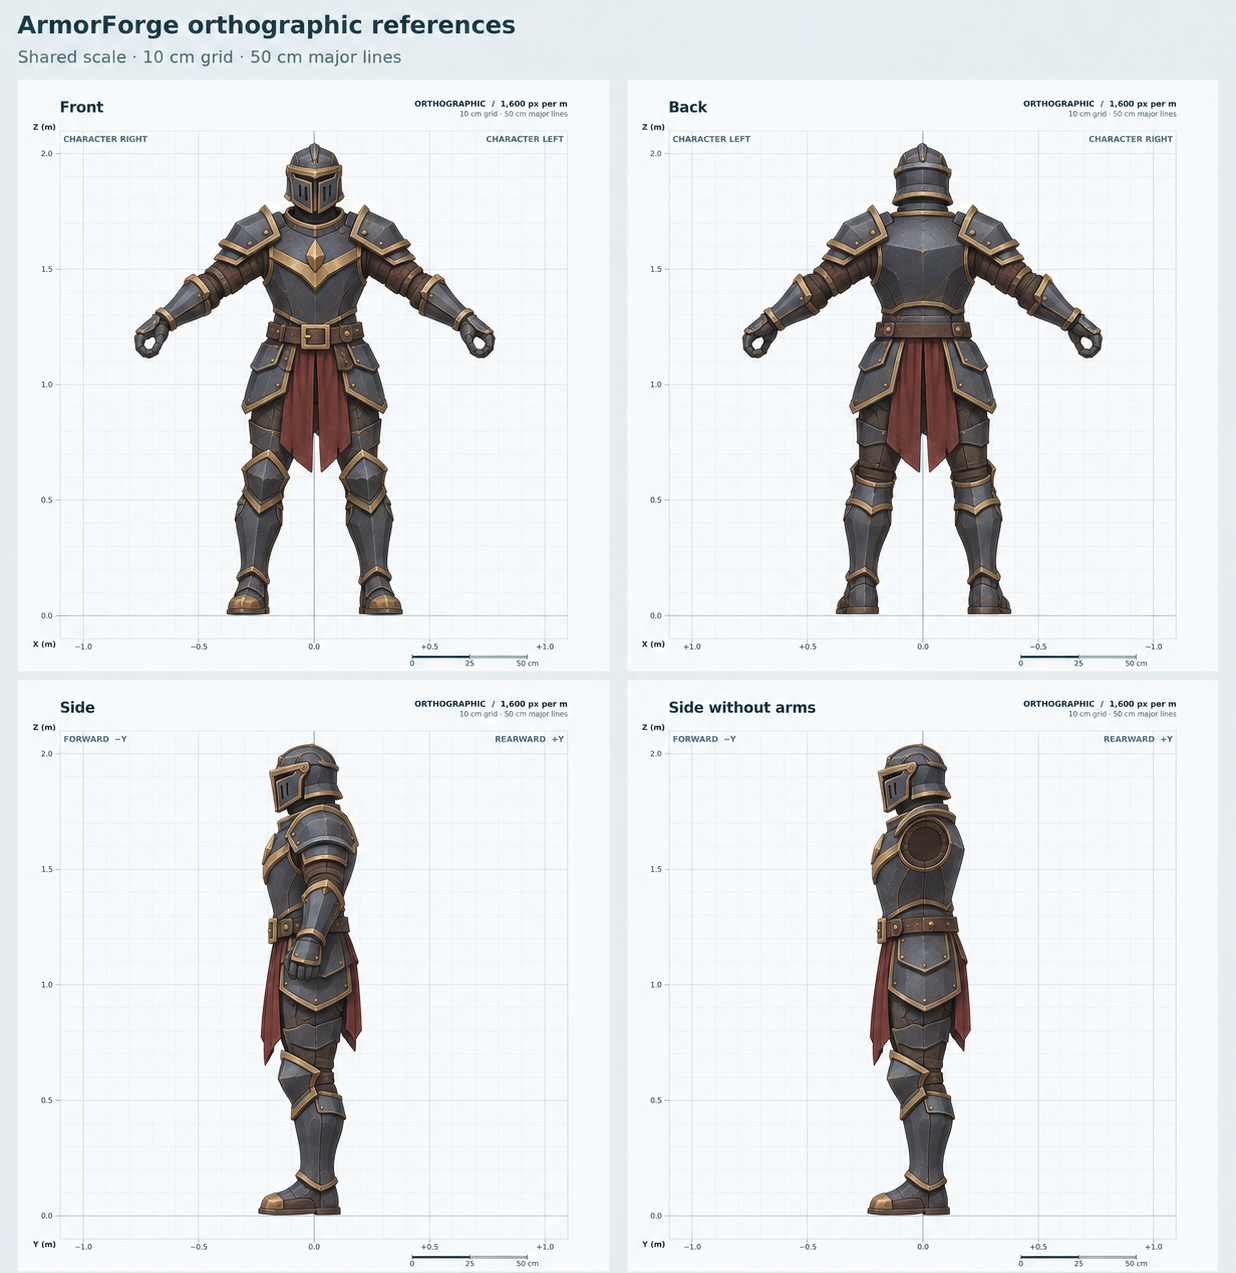 ArmorForge orthographic references
Shared scale · 10 cm grid · 50 cm major lines
Front
ORTHOGRAPHIC / 1,600 px per m
10 cm grid · 50 cm major lines
Z (m)
CHARACTER RIGHT
CHARACTER LEFT
2.0
1.5
1.0
0.5
0.0
X (m)
−1.0
−0.5
0.0
+0.5
+1.0
0
25
50 cm
Back
ORTHOGRAPHIC / 1,600 px per m
10 cm grid · 50 cm major lines
Z (m)
CHARACTER LEFT
CHARACTER RIGHT
2.0
1.5
1.0
0.5
0.0
X (m)
+1.0
+0.5
0.0
−0.5
−1.0
0
25
50 cm
Side
ORTHOGRAPHIC / 1,600 px per m
10 cm grid · 50 cm major lines
Z (m)
FORWARD −Y
REARWARD +Y
2.0
1.5
1.0
0.5
0.0
Y (m)
−1.0
−0.5
0.0
+0.5
+1.0
0
25
50 cm
Side without arms
ORTHOGRAPHIC / 1,600 px per m
10 cm grid · 50 cm major lines
Z (m)
FORWARD −Y
REARWARD +Y
2.0
1.5
1.0
0.5
0.0
Y (m)
−1.0
−0.5
0.0
+0.5
+1.0
0
25
50 cm